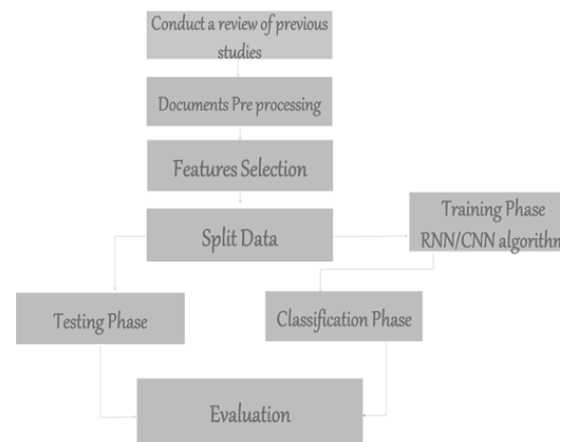 Conduct a review of previous
studies
Documents Pre processing
Features Selection
Split Data
Training Phase
RNN/CNN algorithm
Testing Phase
Classification Phase
Evaluation